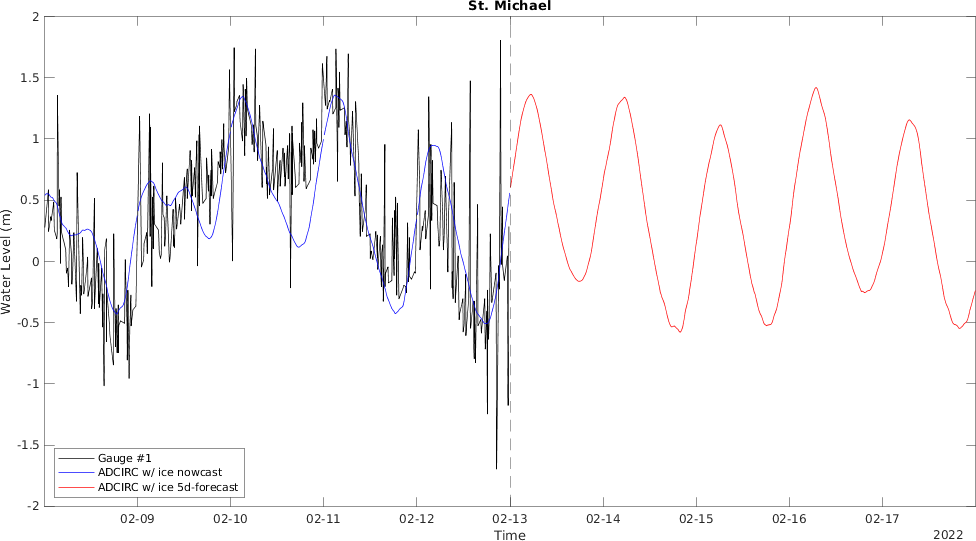 St. Michael
2
1.5
1
0.5
0
-0.5
-1
-1.5
-2
Water Level (m)
Gauge #1
ADCIRC w/ ice nowcast
ADCIRC w/ ice 5d-forecast
02-09 02-10 02-11 02-12 02-13 02-14 02-15 02-16 02-17
Time
2022